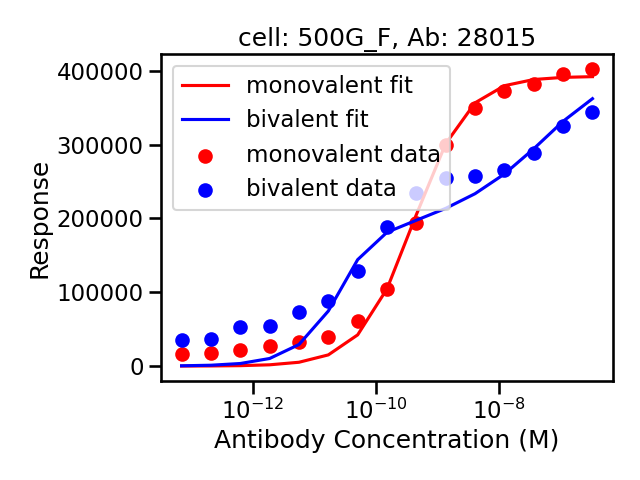 cell: 500G_F, Ab: 28015
monovalent fit
bivalent fit
monovalent data
bivalent data
400000
300000
200000
100000
0
Response
10⁻¹² 10⁻¹⁰ 10⁻⁸
Antibody Concentration (M)